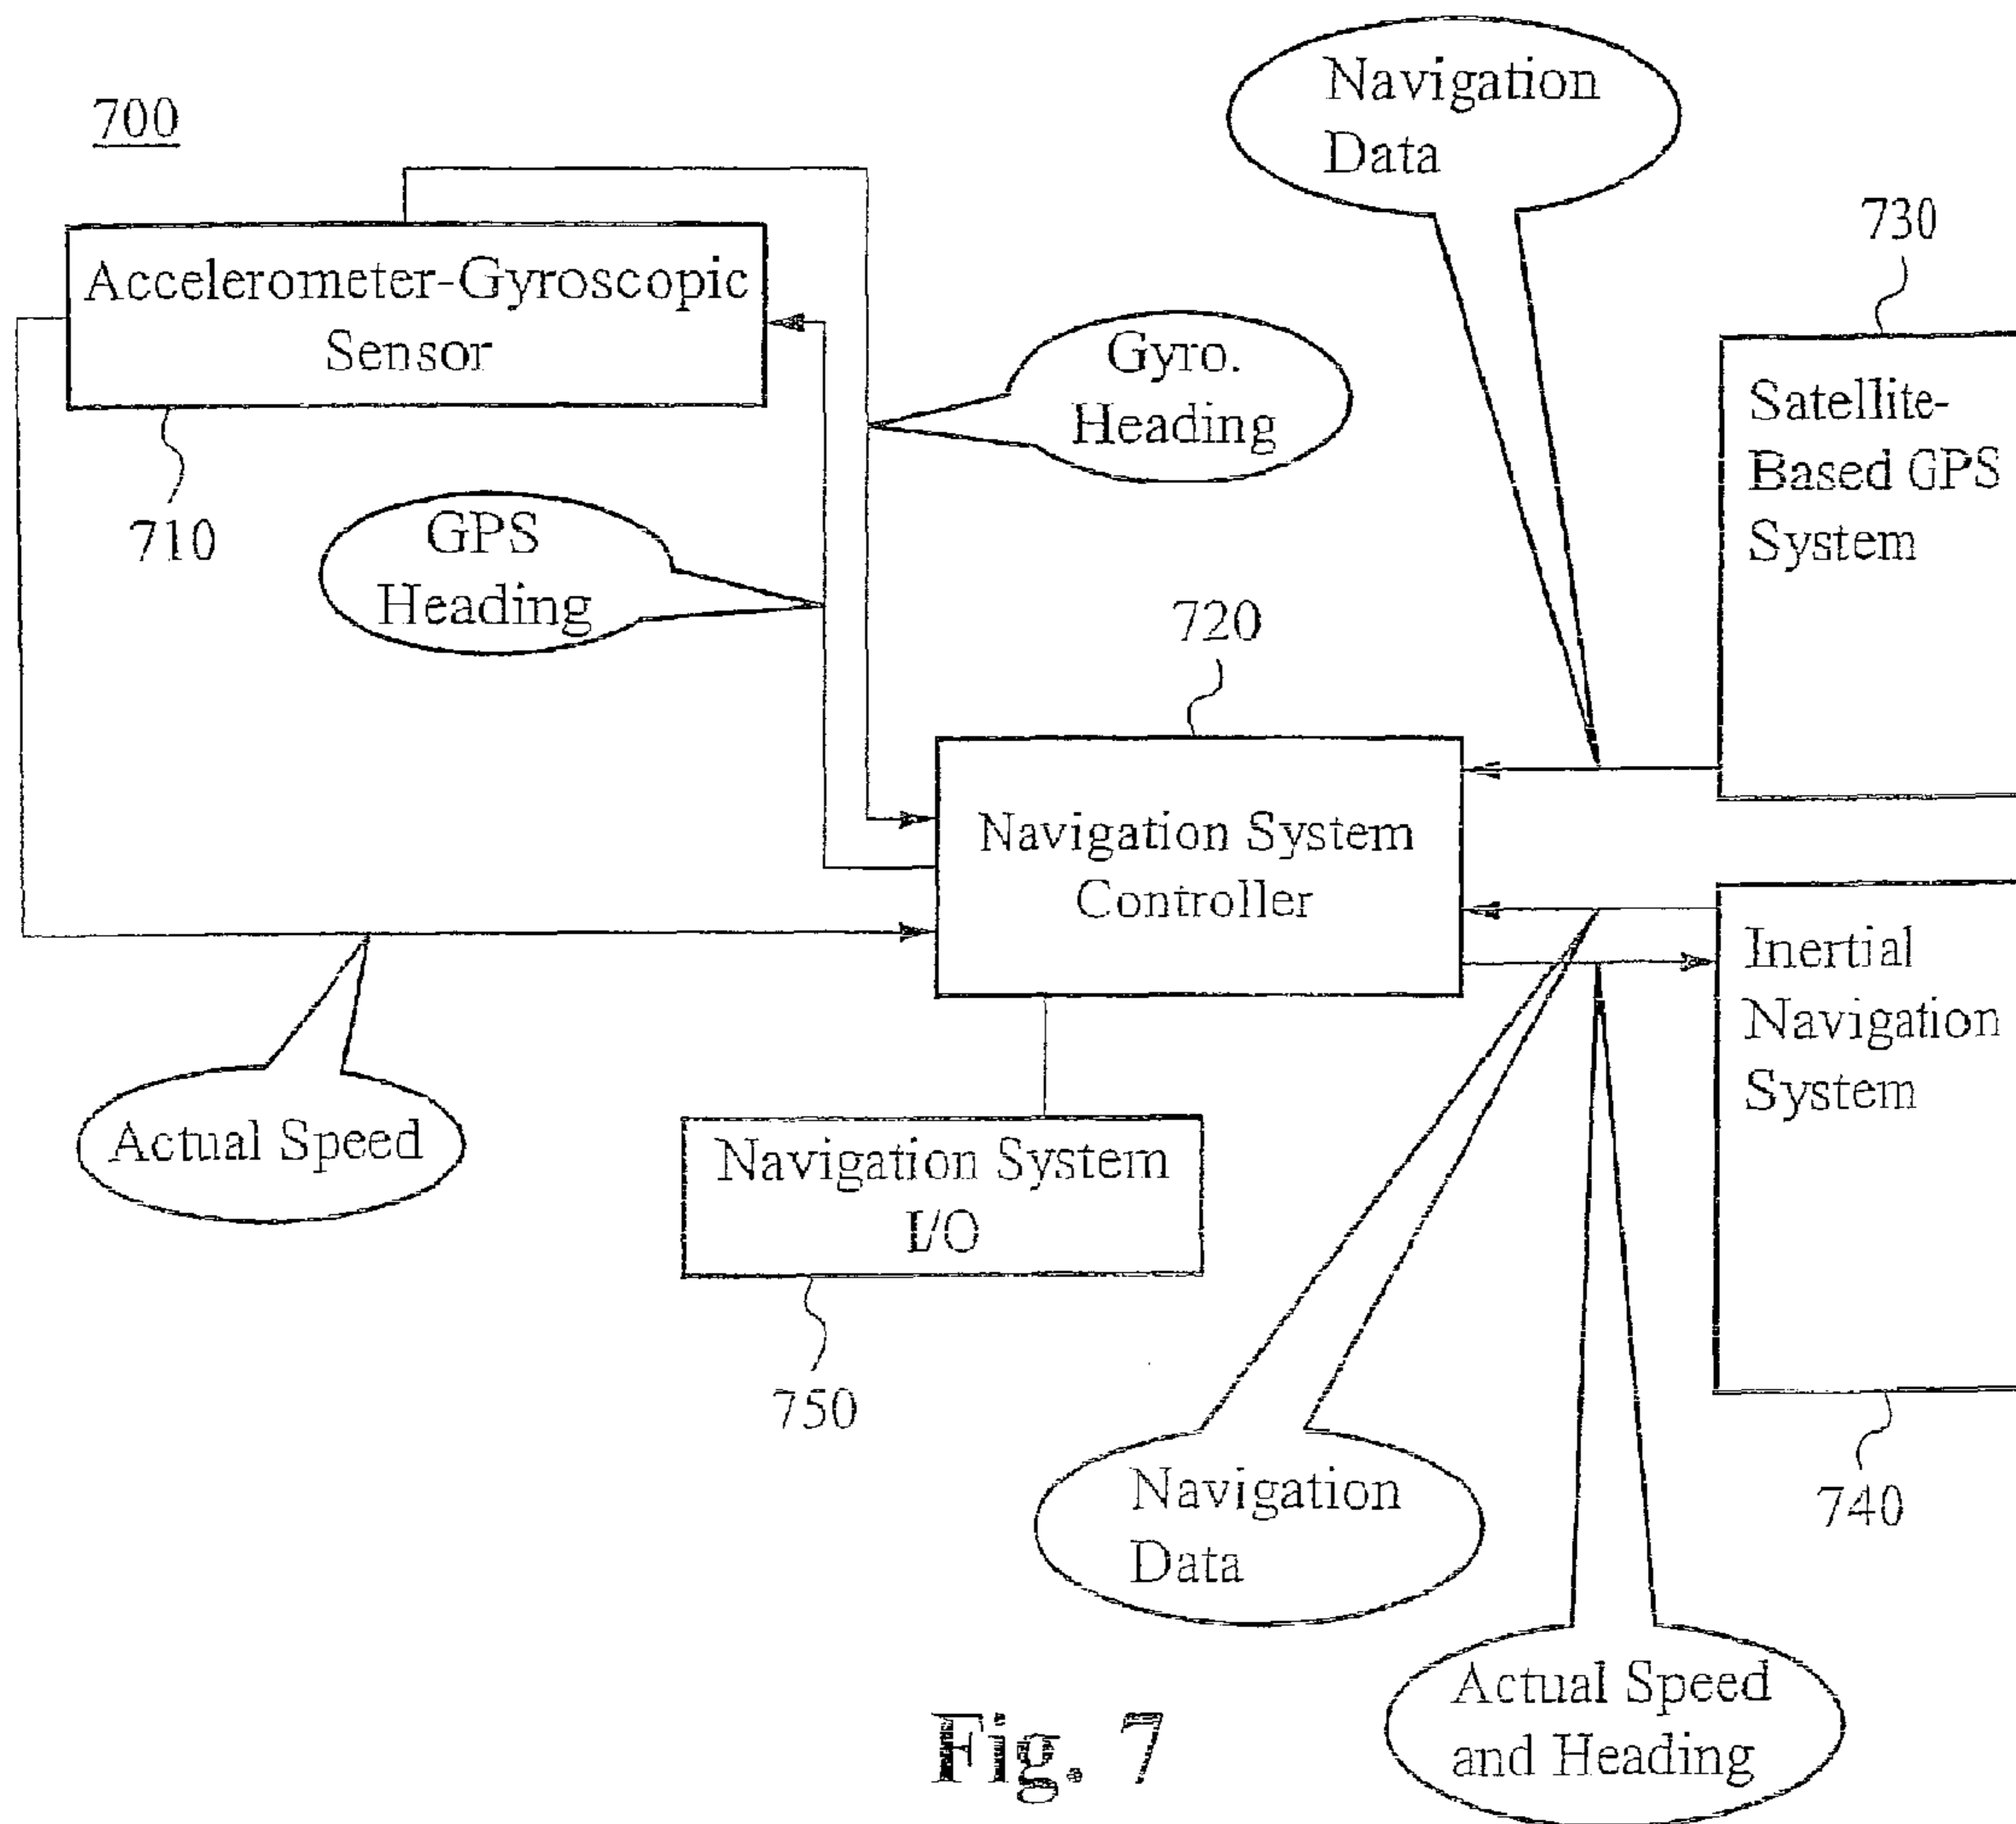 700
Navigation
Data
730
Accelerometer-Gyroscopic
Sensor
710
Gyro.
Heading
GPS
Heading
Satellite-
Based GPS
System
720
Navigation System
Controller
Inertial
Navigation
System
740
Actual Speed
Navigation System
I/O
750
Navigation
Data
Actual Speed
and Heading
Fig. 7